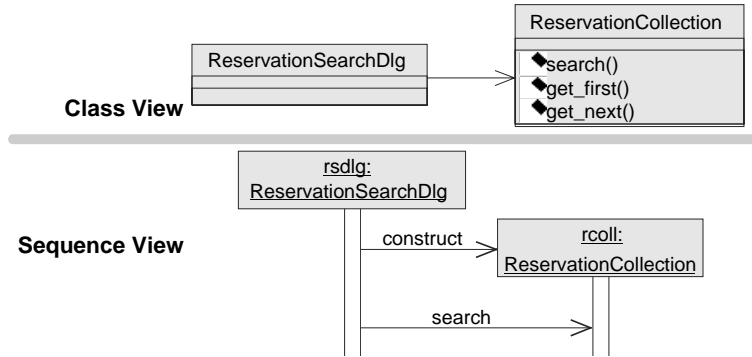 ReservationCollection
ReservationSearchDlg
search()
get_first()
get_next()
Class View
rsdlg:
ReservationSearchDlg
Sequence View
construct
rcoll:
ReservationCollection
search